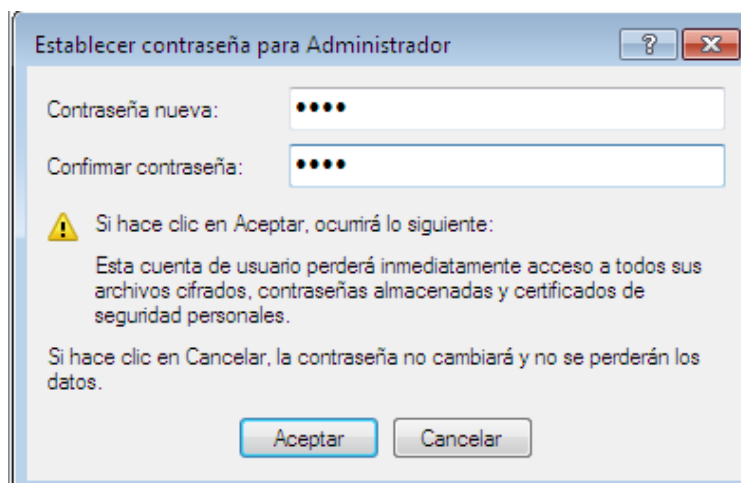 Establecer contraseña para Administrador
Contraseña nueva: ●●●●
Confirmar contraseña: ●●●●
Si hace clic en Aceptar, ocurrirá lo siguiente:
Esta cuenta de usuario perderá inmediatamente acceso a todos sus
archivos cifrados, contraseñas almacenadas y certificados de
seguridad personales.
Si hace clic en Cancelar, la contraseña no cambiará y no se perderán los
datos.
Aceptar Cancelar